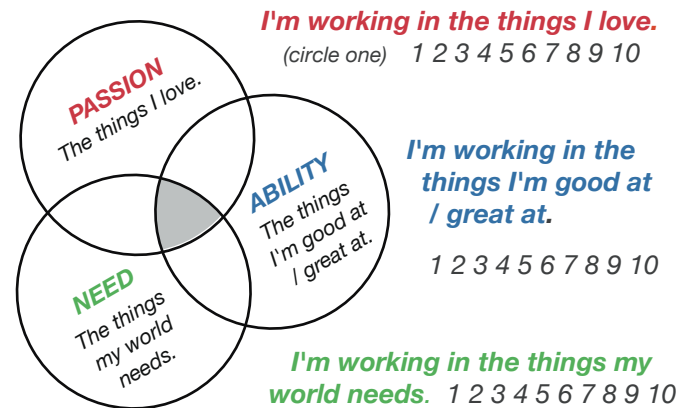 I'm working in the things I love.
(circle one) 1 2 3 4 5 6 7 8 9 10
PASSION
The things I love.
I'm working in the
things I'm good at
/ great at.
1 2 3 4 5 6 7 8 9 10
ABILITY
The things
I'm good at
/ great at.
NEED
The things
my world
needs.
I'm working in the things my
world needs. 1 2 3 4 5 6 7 8 9 10